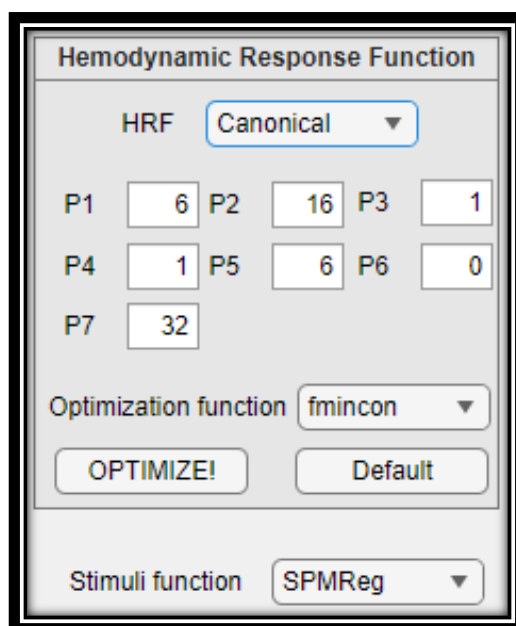 Hemodynamic Response Function
HRF Canonical
P1 6 P2 16 P3 1
P4 1 P5 6 P6 0
P7 32
Optimization function fmincon
OPTIMIZE! Default
Stimuli function SPMReg